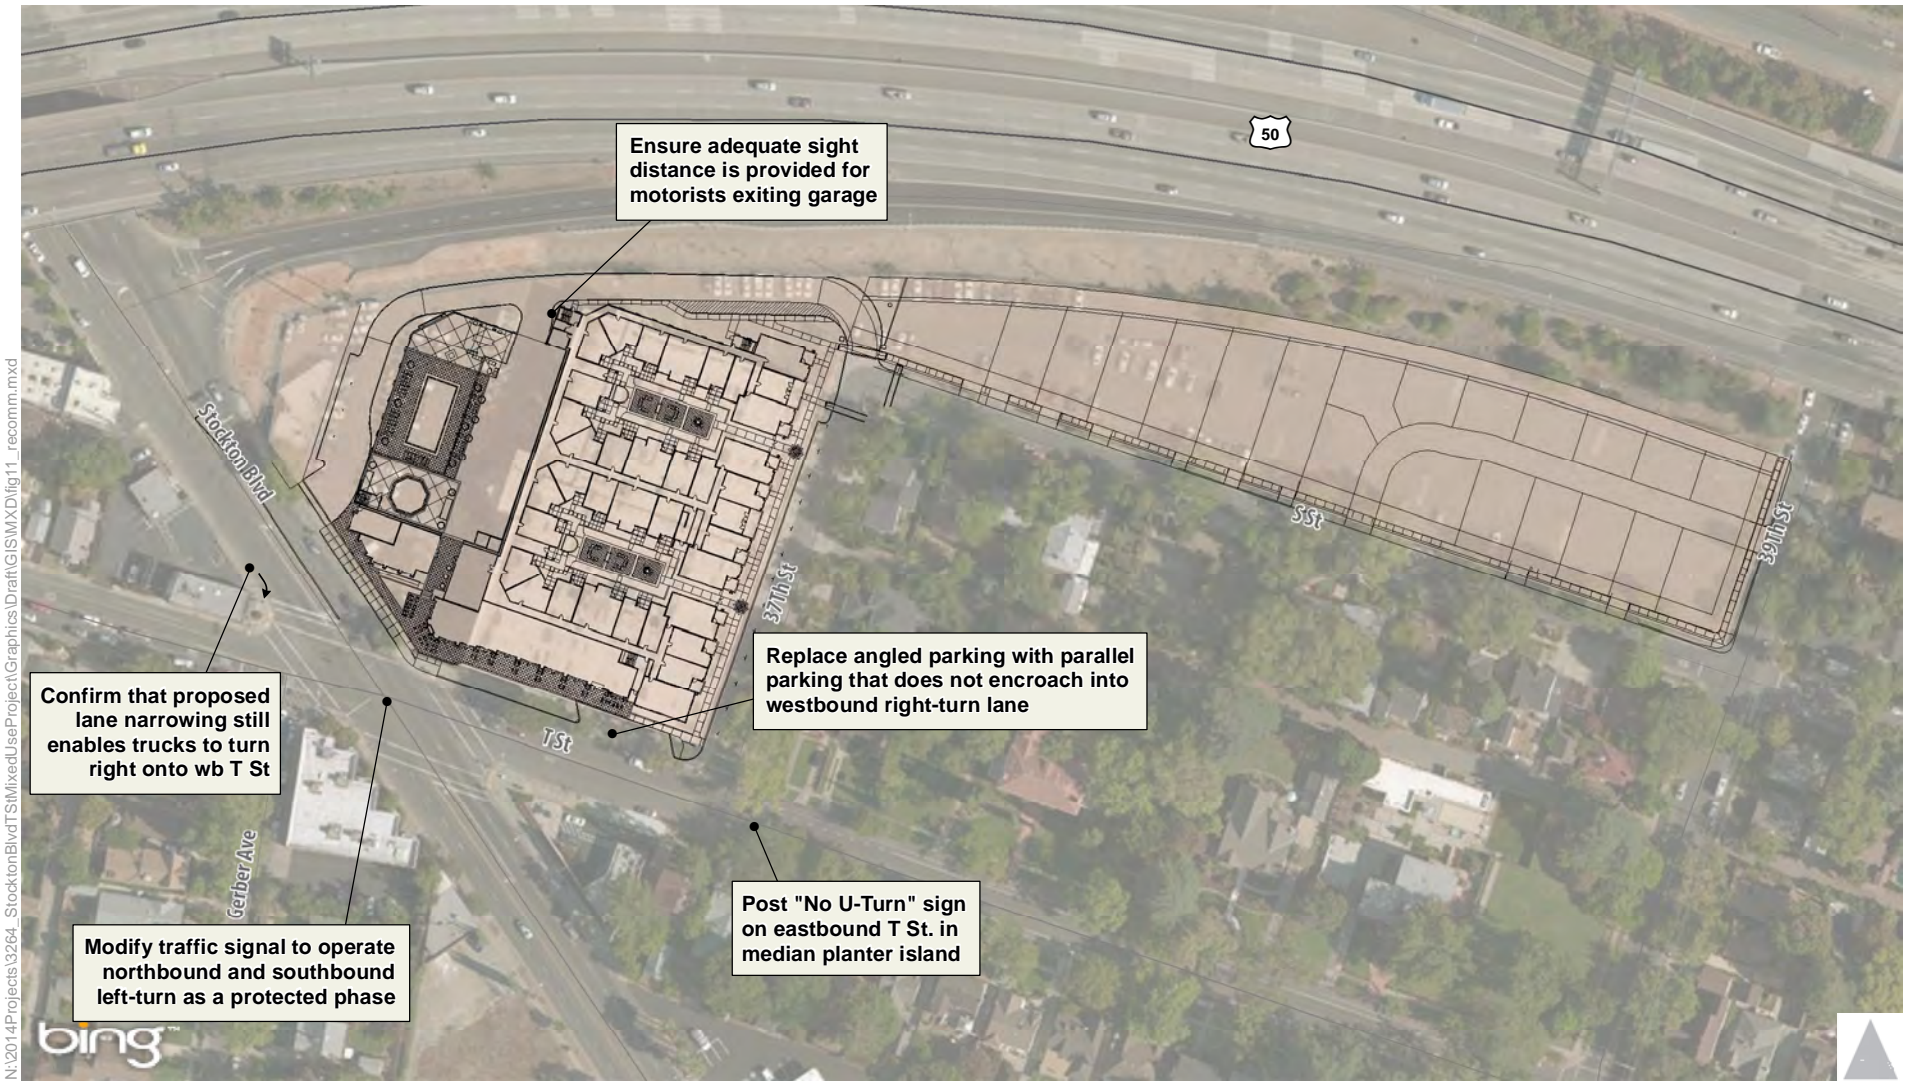 50
Ensure adequate sight
distance is provided for
motorists exiting garage
Stockton Blvd
S St
39Th St
37Th St
T St
Replace angled parking with parallel
parking that does not encroach into
westbound right-turn lane
Confirm that proposed
lane narrowing still
enables trucks to turn
right onto wb T St
Gerber Ave
Post "No U-Turn" sign
on eastbound T St. in
median planter island
Modify traffic signal to operate
northbound and southbound
left-turn as a protected phase
bing™
N:\2014Projects\3264_StocktonBlvdTStMixedUseProject\Graphics\Draft\GIS\MXD\fig11_recomm.mxd